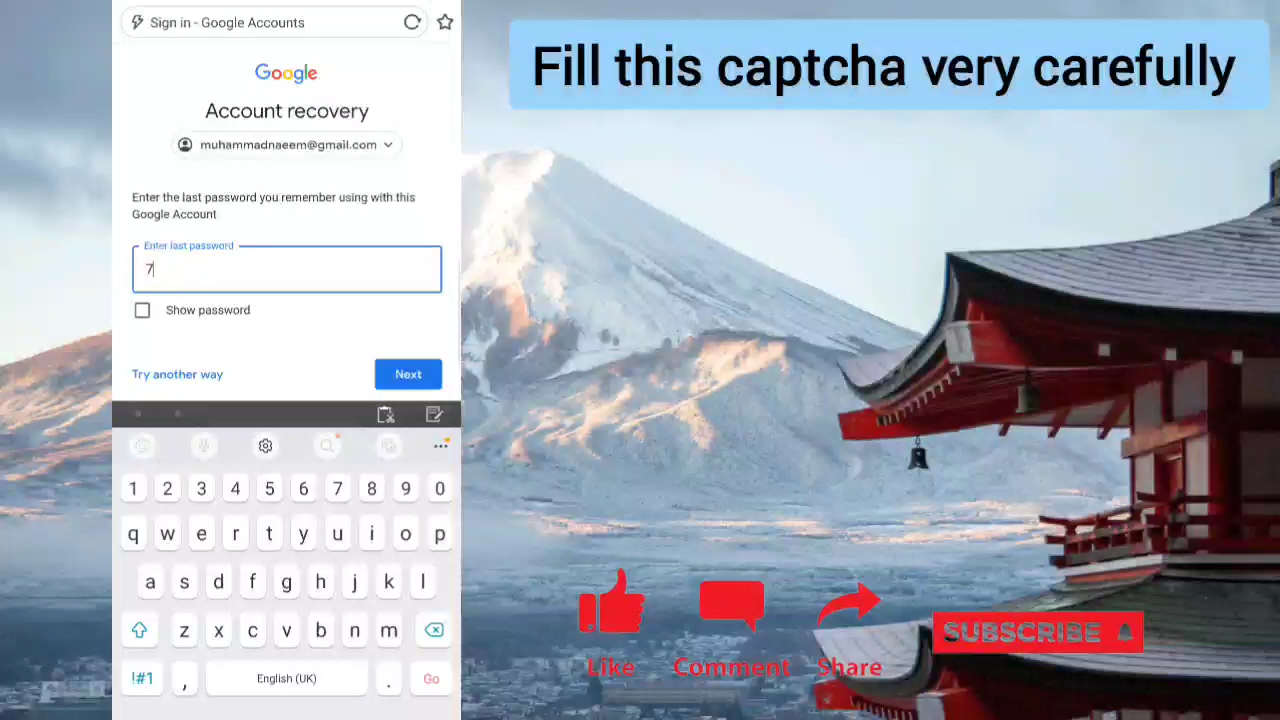 Sign in - Google Accounts
Google
Account recovery
muhammadnaeem@gmail.com
Enter the last password you remember using with this
Google Account
Enter last password
7
Show password
Try another way
Next
1 2 3 4 5 6 7 8 9 0
q w e r t y u i o p
a s d f g h j k l
z x c v b n m
!#1 , English (UK) . Go
Fill this captcha very carefully
Like Comment Share
SUBSCRIBE